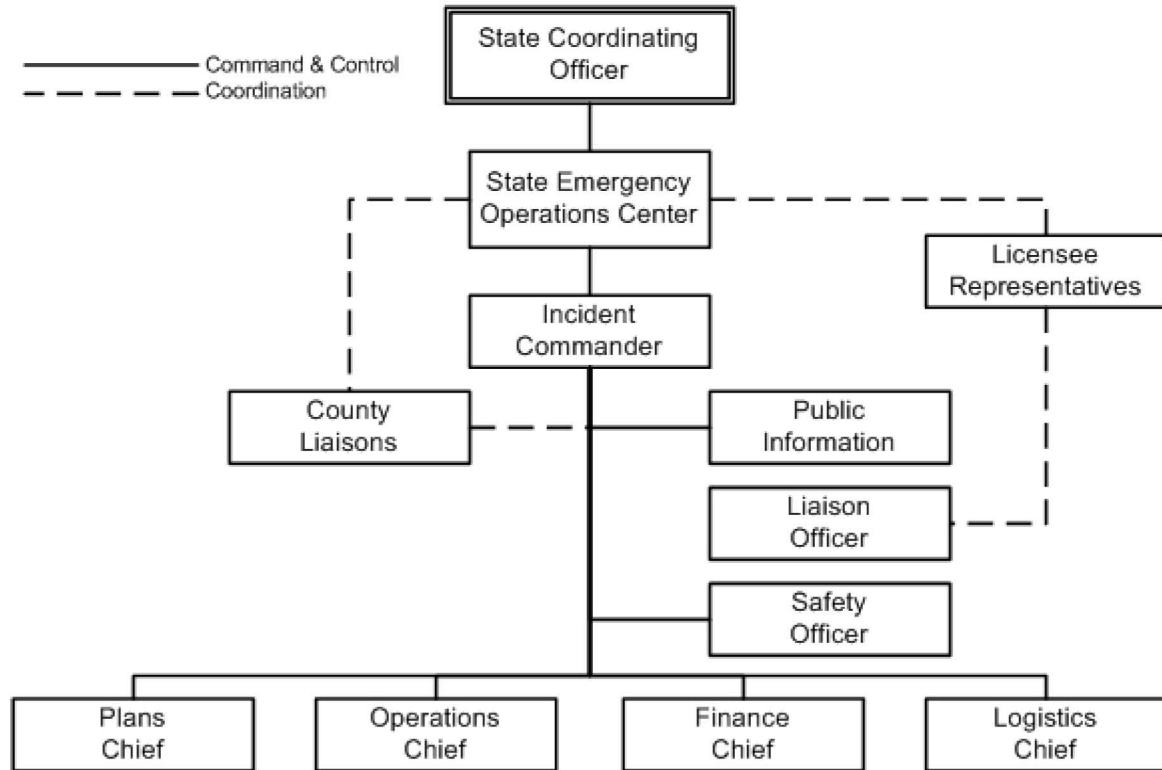 State Coordinating
Officer
Command & Control
Coordination
State Emergency
Operations Center
Licensee
Representatives
Incident
Commander
County
Liaisons
Public
Information
Liaison
Officer
Safety
Officer
Plans
Chief
Operations
Chief
Finance
Chief
Logistics
Chief